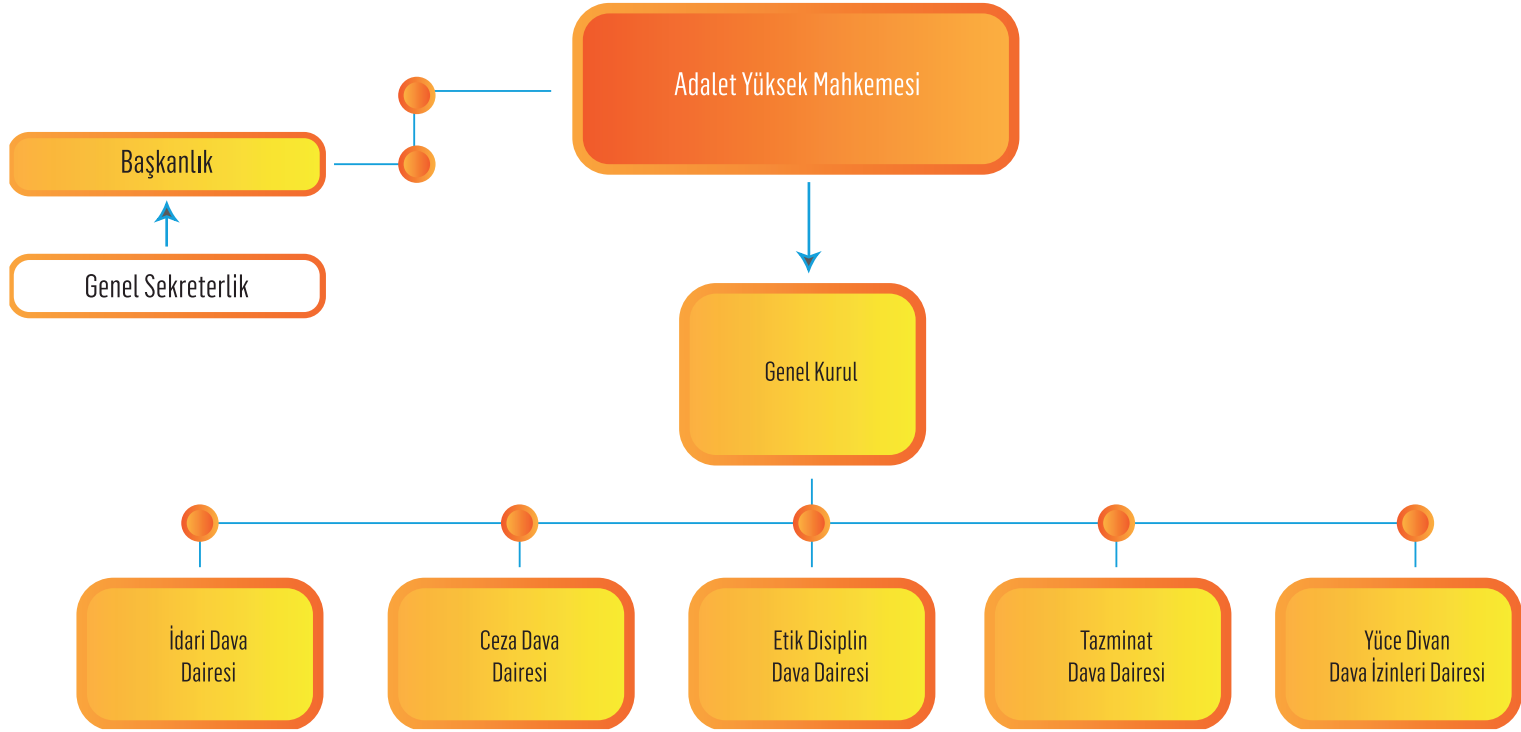 Adalet Yüksek Mahkemesi
Başkanlık
Genel Sekreterlik
Genel Kurul
İdari Dava
Dairesi
Ceza Dava
Dairesi
Etik Disiplin
Dava Dairesi
Tazminat
Dava Dairesi
Yüce Divan
Dava İzinleri Dairesi